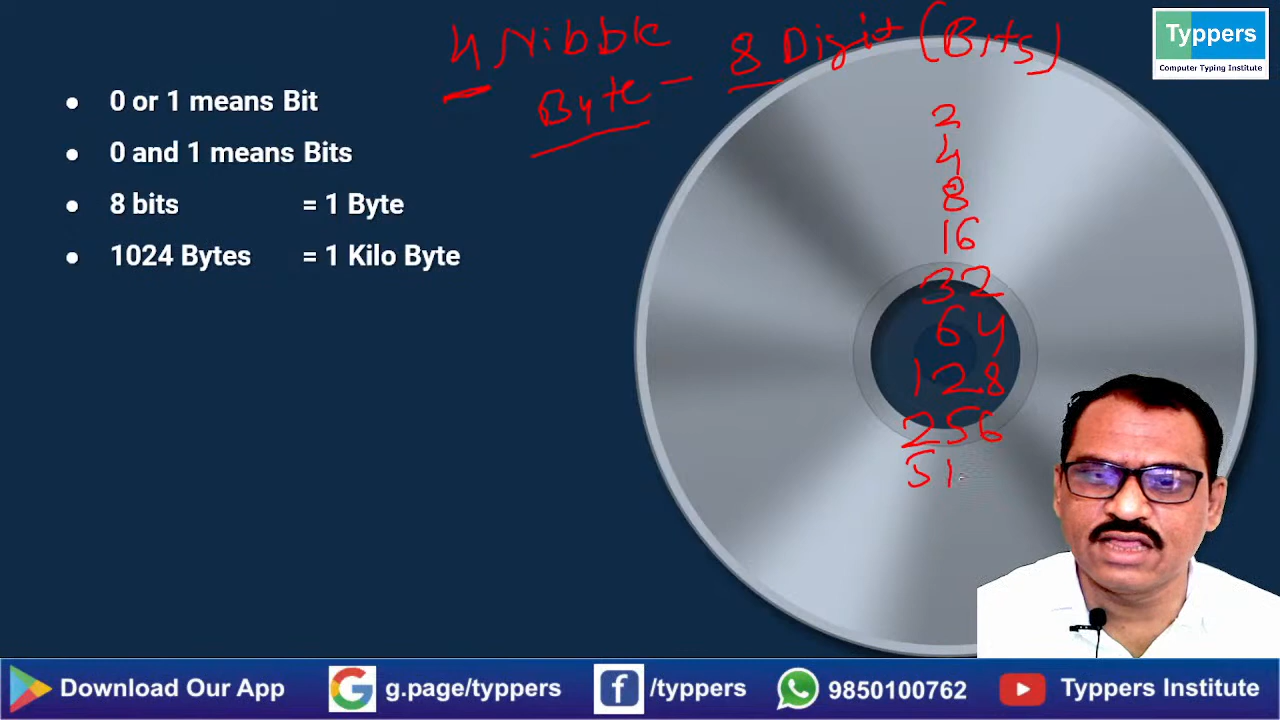 4 Nibble
Byte - 8 Digit (Bits)
Typpers
Computer Typing Institute
• 0 or 1 means Bit
• 0 and 1 means Bits
• 8 bits = 1 Byte
• 1024 Bytes = 1 Kilo Byte
2
4
8
16
32
64
128
256
51
Download Our App
g.page/typpers
/typpers
9850100762
Typpers Institute